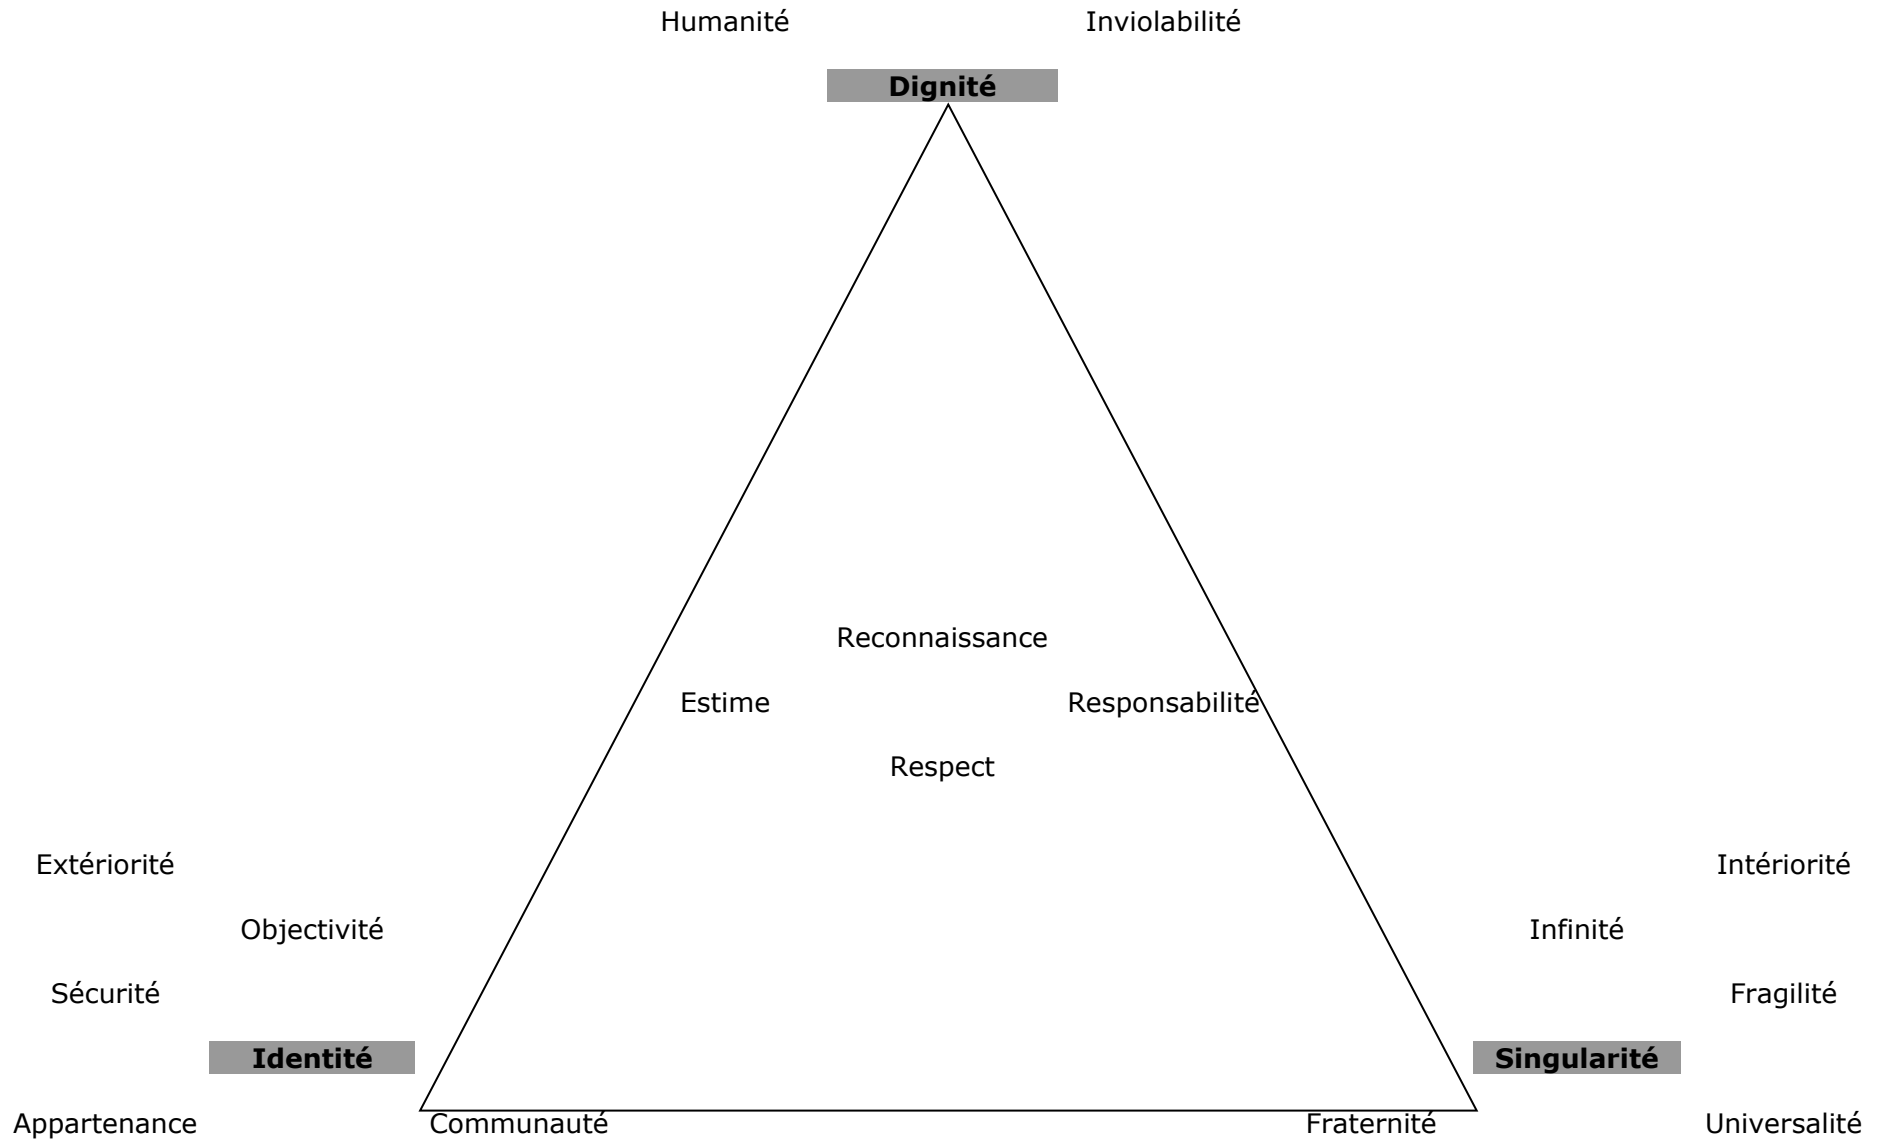 Humanité Inviolabilité
Dignité
Reconnaissance
Estime Responsabilité
Respect
Extériorité Intériorité
Objectivité Infinité
Sécurité Fragilité
Identité Singularité
Appartenance Communauté Fraternité Universalité